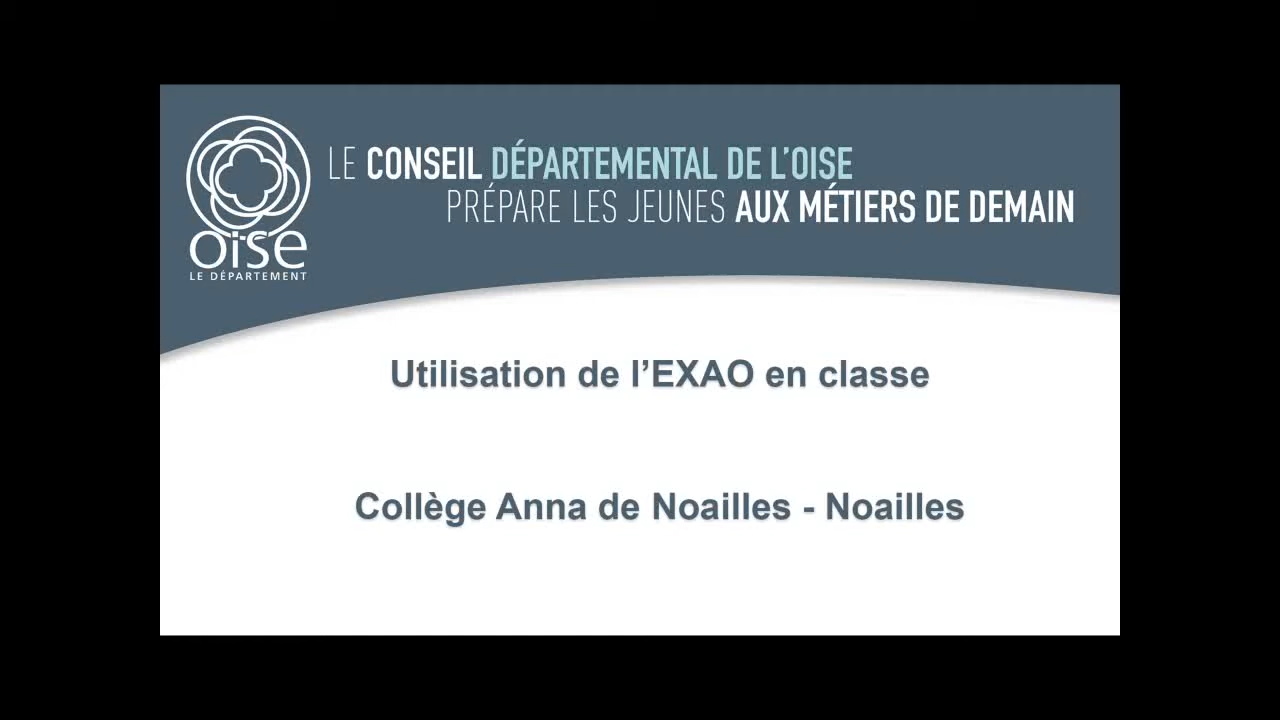 LE CONSEIL DÉPARTEMENTAL DE L'OISE
PRÉPARE LES JEUNES AUX MÉTIERS DE DEMAIN
oise
LE DÉPARTEMENT
Utilisation de l’EXAO en classe
Collège Anna de Noailles - Noailles